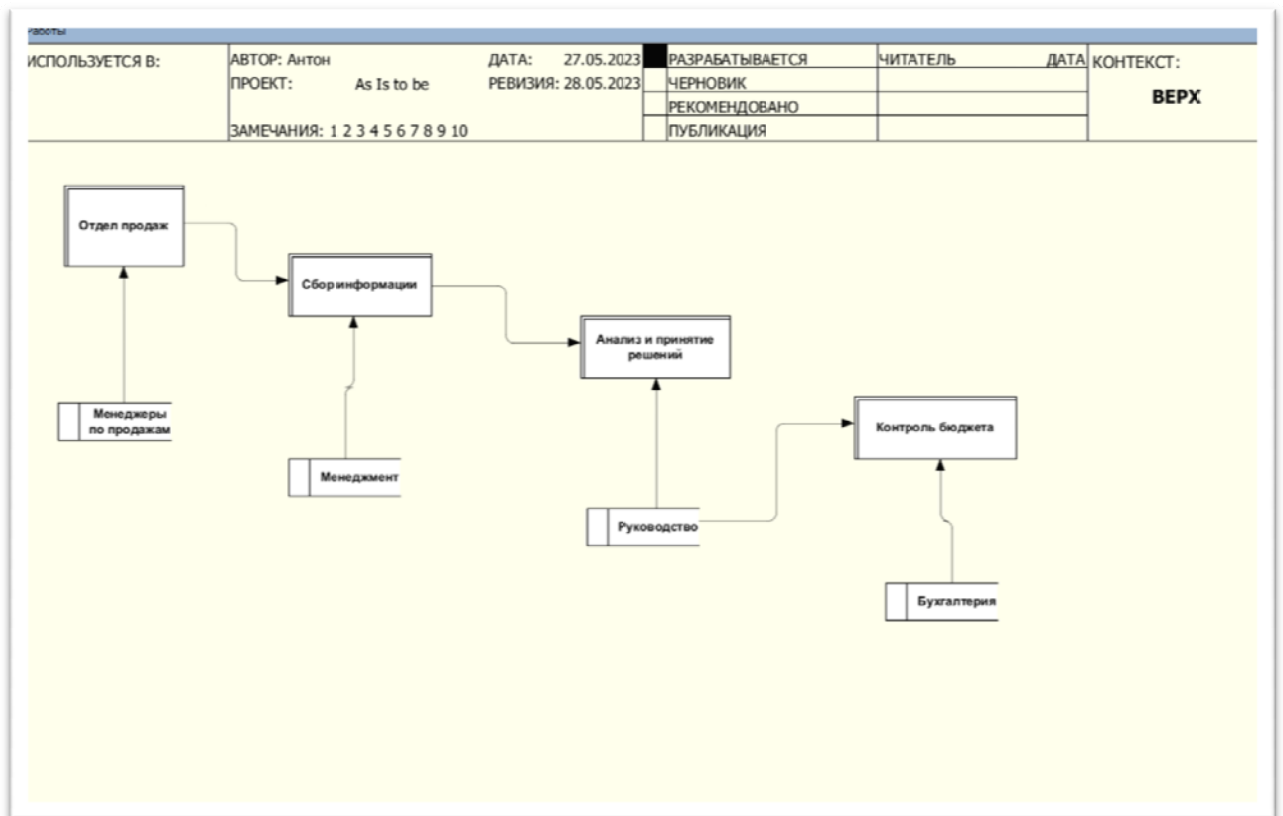 Работы
ИСПОЛЬЗУЕТСЯ В:
АВТОР: Антон
ДАТА: 27.05.2023
ПРОЕКТ: As Is to be
РЕВИЗИЯ: 28.05.2023
ЗАМЕЧАНИЯ: 1 2 3 4 5 6 7 8 9 10
РАЗРАБАТЫВАЕТСЯ
ЧЕРНОВИК
РЕКОМЕНДОВАНО
ПУБЛИКАЦИЯ
ЧИТАТЕЛЬ
ДАТА
КОНТЕКСТ:
ВЕРХ
Отдел продаж
Сбор информации
Анализ и принятие
решений
Контроль бюджета
Менеджеры
по продажам
Менеджмент
Руководство
Бухгалтерия